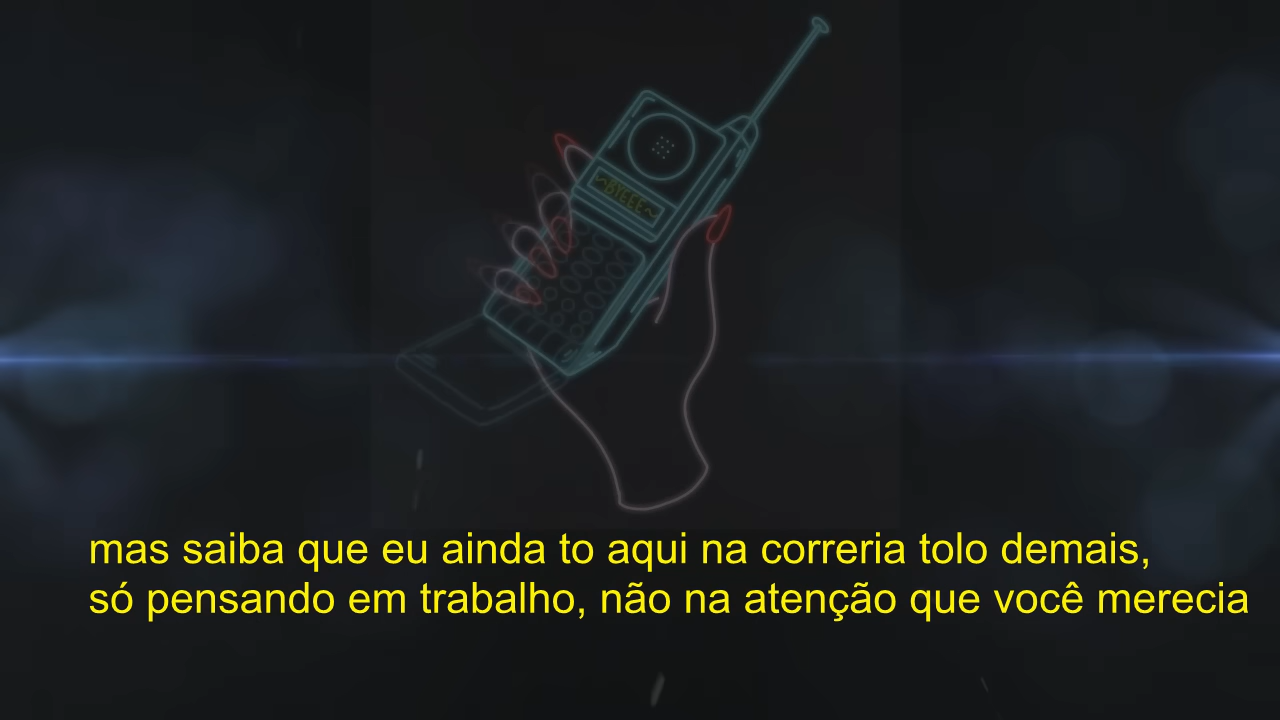 ~BYEEE~
mas saiba que eu ainda to aqui na correria tolo demais,
só pensando em trabalho, não na atenção que você merecia